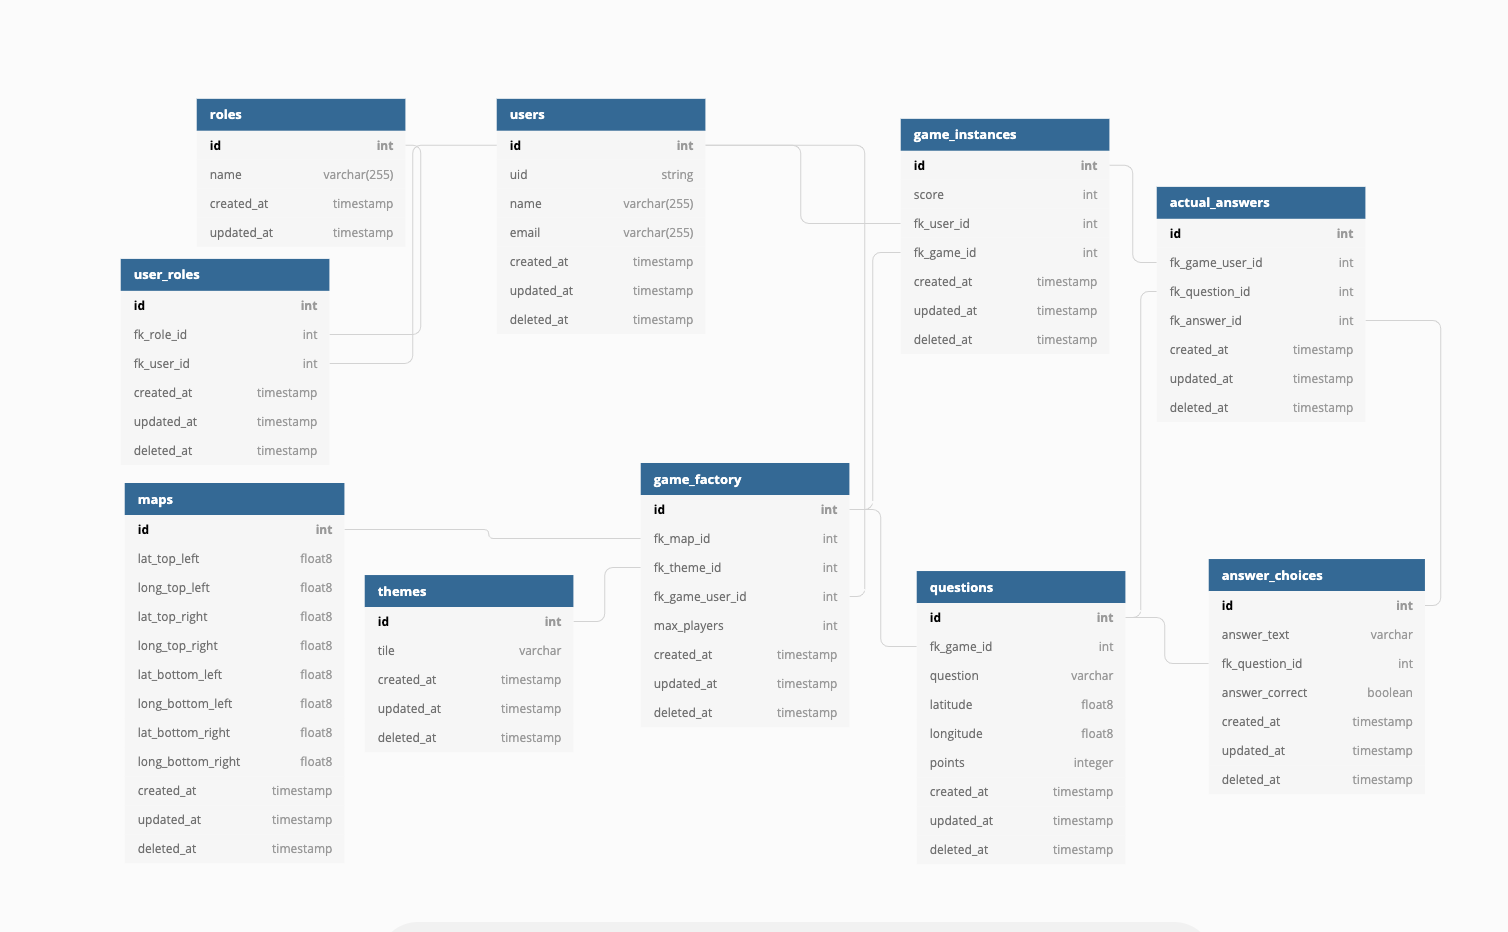 roles
id int
name varchar(255)
created_at timestamp
updated_at timestamp
users
id int
uid string
name varchar(255)
email varchar(255)
created_at timestamp
updated_at timestamp
deleted_at timestamp
game_instances
id int
score int
fk_user_id int
fk_game_id int
created_at timestamp
updated_at timestamp
deleted_at timestamp
actual_answers
id int
fk_game_user_id int
fk_question_id int
fk_answer_id int
created_at timestamp
updated_at timestamp
deleted_at timestamp
user_roles
id int
fk_role_id int
fk_user_id int
created_at timestamp
updated_at timestamp
deleted_at timestamp
maps
id int
lat_top_left float8
long_top_left float8
lat_top_right float8
long_top_right float8
lat_bottom_left float8
long_bottom_left float8
lat_bottom_right float8
long_bottom_right float8
created_at timestamp
updated_at timestamp
deleted_at timestamp
themes
id int
tile varchar
created_at timestamp
updated_at timestamp
deleted_at timestamp
game_factory
id int
fk_map_id int
fk_theme_id int
fk_game_user_id int
max_players int
created_at timestamp
updated_at timestamp
deleted_at timestamp
questions
id int
fk_game_id int
question varchar
latitude float8
longitude float8
points integer
created_at timestamp
updated_at timestamp
deleted_at timestamp
answer_choices
id int
answer_text varchar
fk_question_id int
answer_correct boolean
created_at timestamp
updated_at timestamp
deleted_at timestamp